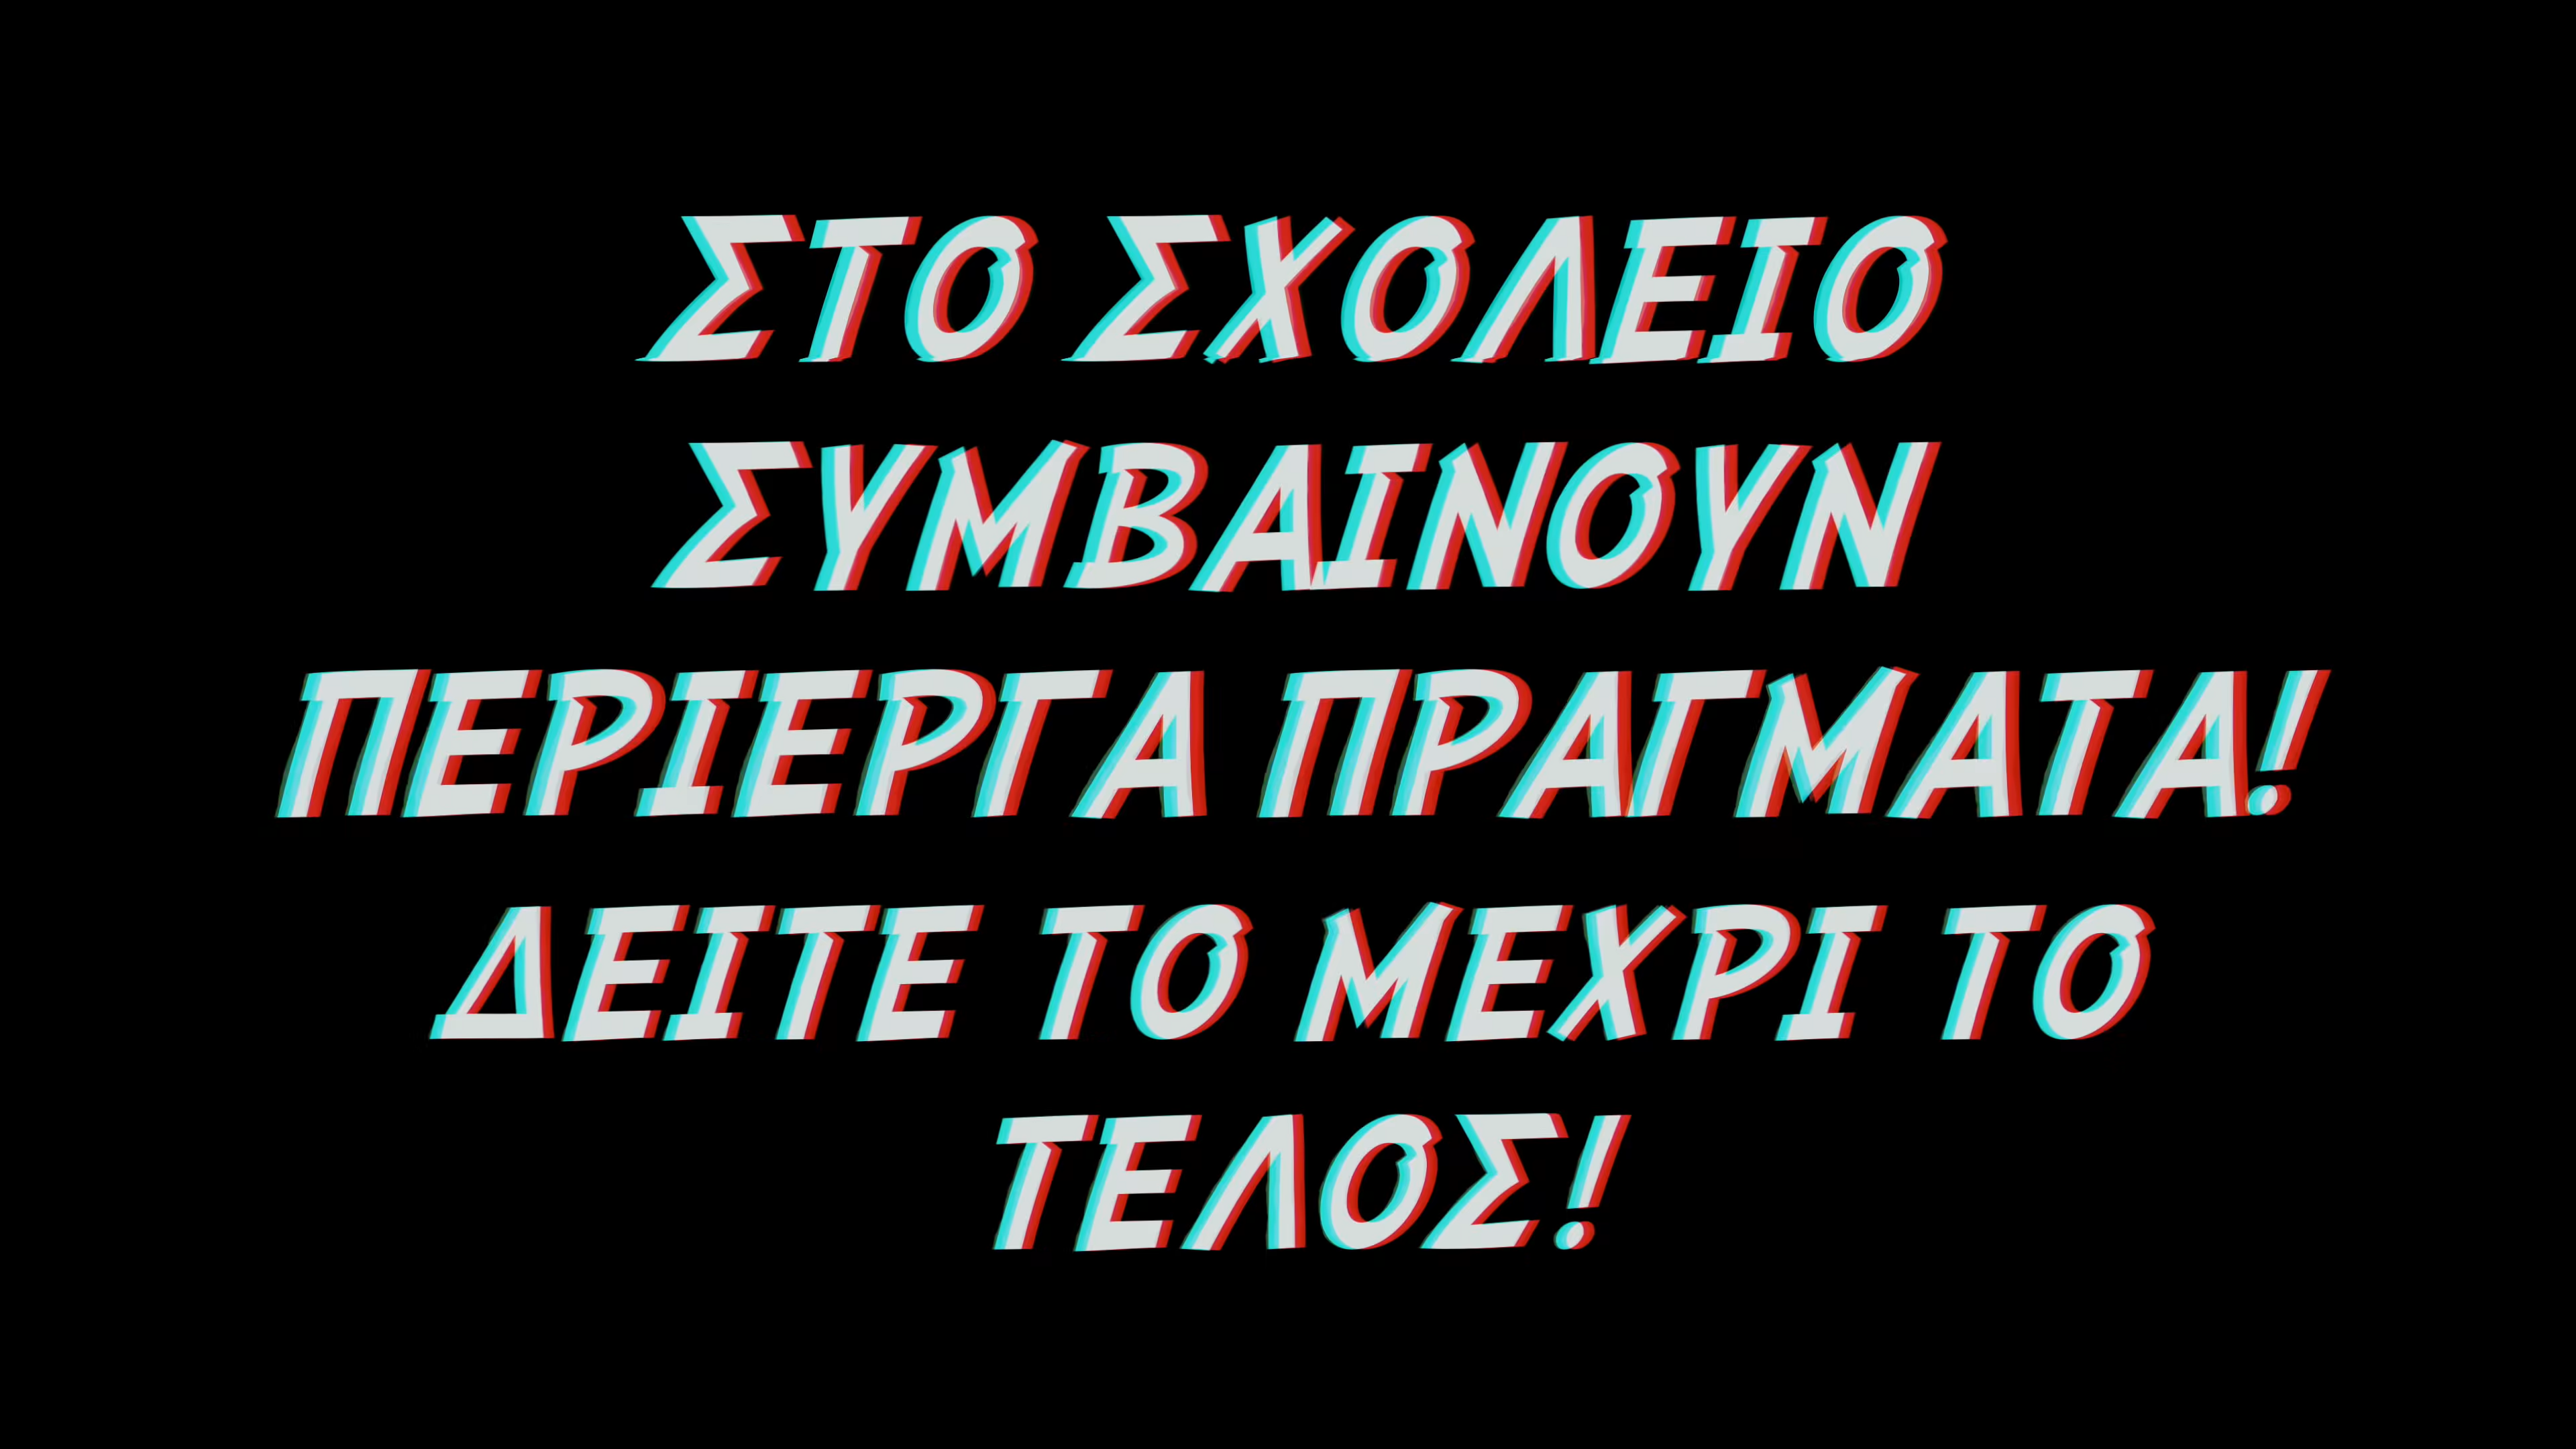 ΣΤΟ ΣΧΟΛΕΙΟ
ΣΥΜΒΑΙΝΟΥΝ
ΠΕΡΙΕΡΓΑ ΠΡΑΓΜΑΤΑ!
ΔΕΙΤΕ ΤΟ ΜΕΧΡΙ ΤΟ
ΤΕΛΟΣ!